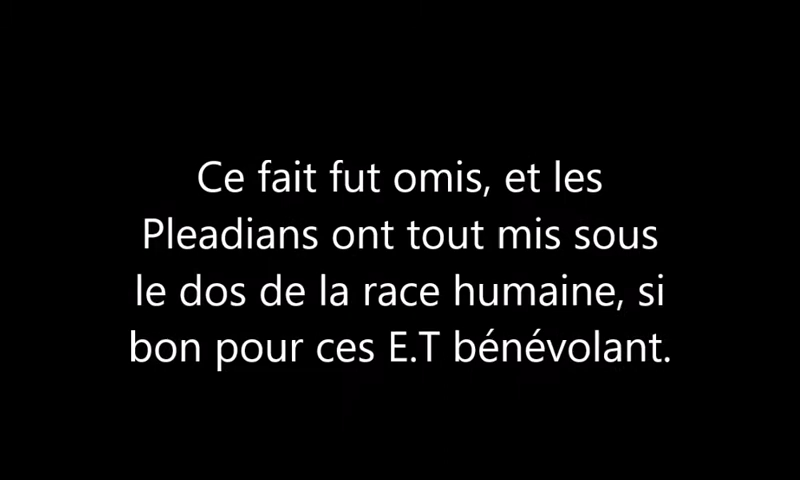 Ce fait fut omis, et les
Pleadians ont tout mis sous
le dos de la race humaine, si
bon pour ces E.T bénévolant.